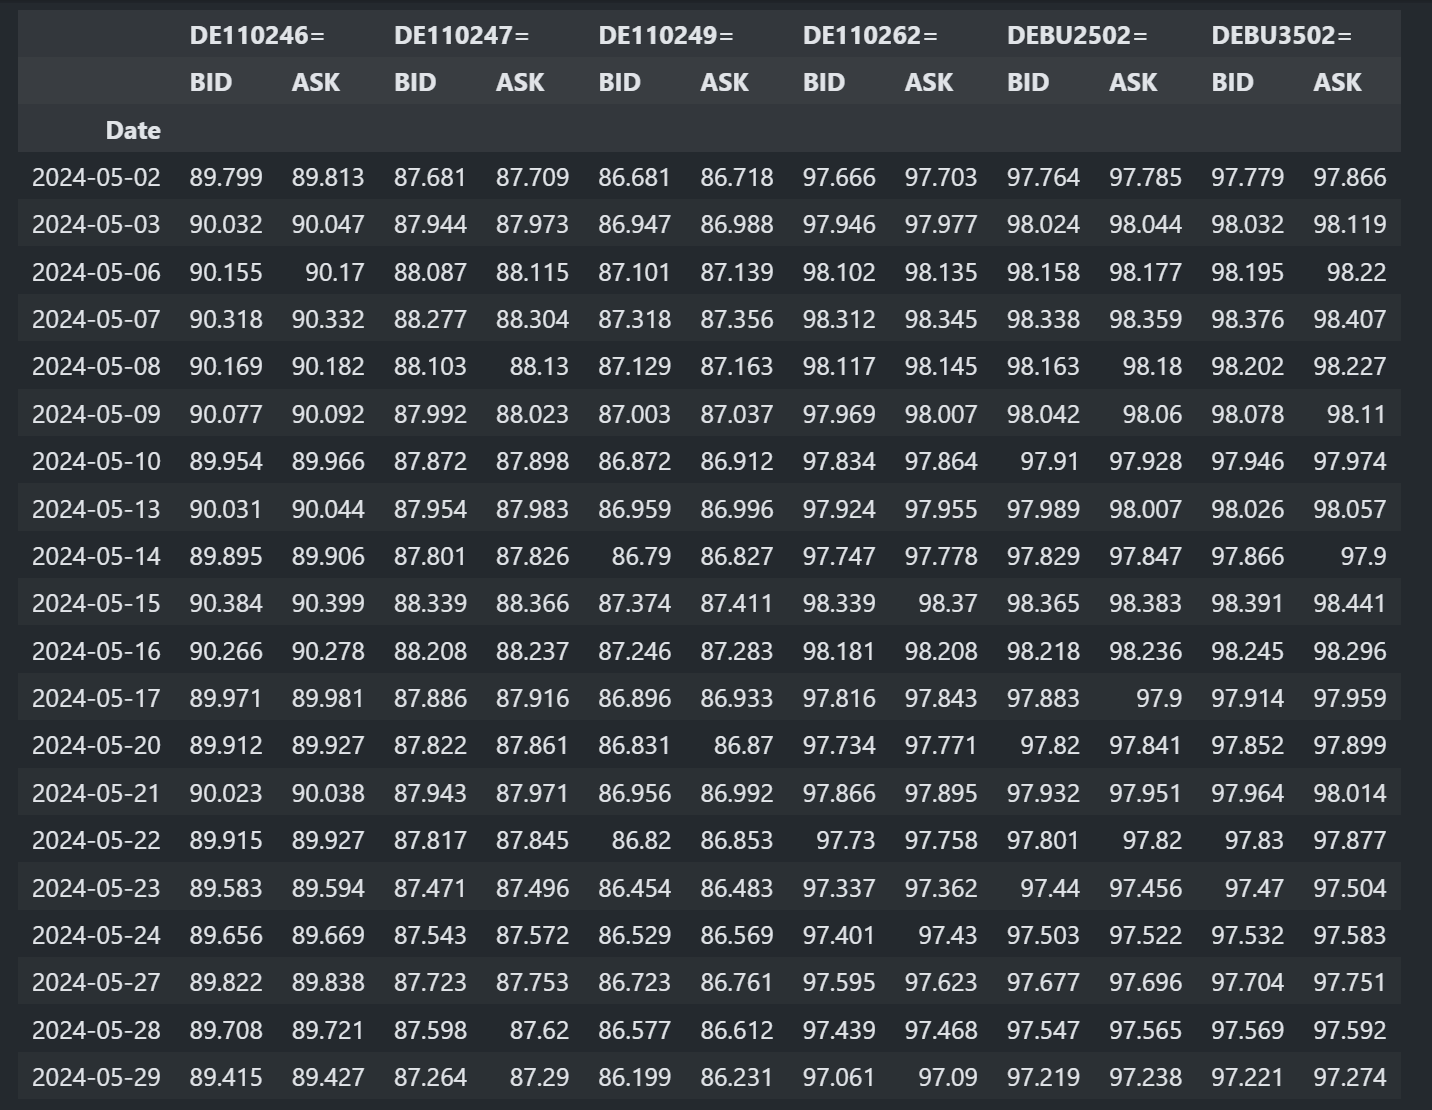 DE110246= DE110247= DE110249= DE110262= DEBU2502= DEBU3502=
BID ASK BID ASK BID ASK BID ASK BID ASK BID ASK
Date
2024-05-02 89.799 89.813 87.681 87.709 86.681 86.718 97.666 97.703 97.764 97.785 97.779 97.866
2024-05-03 90.032 90.047 87.944 87.973 86.947 86.988 97.946 97.977 98.024 98.044 98.032 98.119
2024-05-06 90.155 90.17 88.087 88.115 87.101 87.139 98.102 98.135 98.158 98.177 98.195 98.22
2024-05-07 90.318 90.332 88.277 88.304 87.318 87.356 98.312 98.345 98.338 98.359 98.376 98.407
2024-05-08 90.169 90.182 88.103 88.13 87.129 87.163 98.117 98.145 98.163 98.18 98.202 98.227
2024-05-09 90.077 90.092 87.992 88.023 87.003 87.037 97.969 98.007 98.042 98.06 98.078 98.11
2024-05-10 89.954 89.966 87.872 87.898 86.872 86.912 97.834 97.864 97.91 97.928 97.946 97.974
2024-05-13 90.031 90.044 87.954 87.983 86.959 86.996 97.924 97.955 97.989 98.007 98.026 98.057
2024-05-14 89.895 89.906 87.801 87.826 86.79 86.827 97.747 97.778 97.829 97.847 97.866 97.9
2024-05-15 90.384 90.399 88.339 88.366 87.374 87.411 98.339 98.37 98.365 98.383 98.391 98.441
2024-05-16 90.266 90.278 88.208 88.237 87.246 87.283 98.181 98.208 98.218 98.236 98.245 98.296
2024-05-17 89.971 89.981 87.886 87.916 86.896 86.933 97.816 97.843 97.883 97.9 97.914 97.959
2024-05-20 89.912 89.927 87.822 87.861 86.831 86.87 97.734 97.771 97.82 97.841 97.852 97.899
2024-05-21 90.023 90.038 87.943 87.971 86.956 86.992 97.866 97.895 97.932 97.951 97.964 98.014
2024-05-22 89.915 89.927 87.817 87.845 86.82 86.853 97.73 97.758 97.801 97.82 97.83 97.877
2024-05-23 89.583 89.594 87.471 87.496 86.454 86.483 97.337 97.362 97.44 97.456 97.47 97.504
2024-05-24 89.656 89.669 87.543 87.572 86.529 86.569 97.401 97.43 97.503 97.522 97.532 97.583
2024-05-27 89.822 89.838 87.723 87.753 86.723 86.761 97.595 97.623 97.677 97.696 97.704 97.751
2024-05-28 89.708 89.721 87.598 87.62 86.577 86.612 97.439 97.468 97.547 97.565 97.569 97.592
2024-05-29 89.415 89.427 87.264 87.29 86.199 86.231 97.061 97.09 97.219 97.238 97.221 97.274